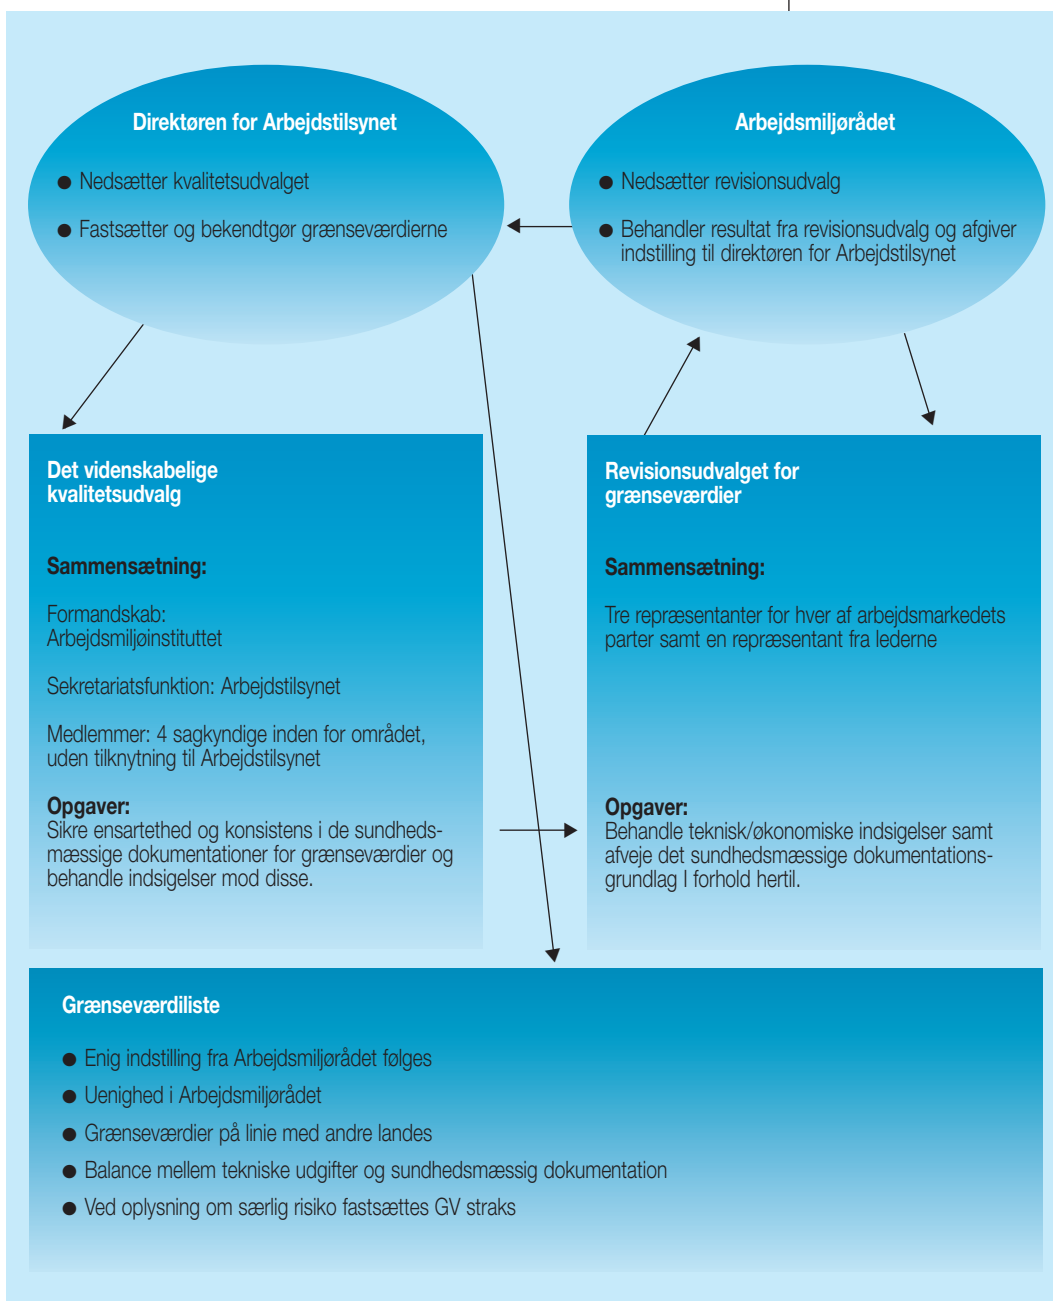 Direktøren for Arbejdstilsynet
● Nedsætter kvalitetsudvalget
● Fastsætter og bekendtgør grænseværdierne
Arbejdsmiljørådet
● Nedsætter revisionsudvalg
● Behandler resultat fra revisionsudvalg og afgiver
indstilling til direktøren for Arbejdstilsynet
Det videnskabelige
kvalitetsudvalg
Sammensætning:
Formandskab:
Arbejdsmiljøinstituttet
Sekretariatsfunktion: Arbejdstilsynet
Medlemmer: 4 sagkyndige inden for området,
uden tilknytning til Arbejdstilsynet
Opgaver:
Sikre ensartethed og konsistens i de sundheds-
mæssige dokumentationer for grænseværdier og
behandle indsigelser mod disse.
Revisionsudvalget for
grænseværdier
Sammensætning:
Tre repræsentanter for hver af arbejdsmarkedets
parter samt en repræsentant fra lederne
Opgaver:
Behandle teknisk/økonomiske indsigelser samt
afveje det sundhedsmæssige dokumentations-
grundlag I forhold hertil.
Grænseværdiliste
● Enig indstilling fra Arbejdsmiljørådet følges
● Uenighed i Arbejdsmiljørådet
● Grænseværdier på linie med andre landes
● Balance mellem tekniske udgifter og sundhedsmæssig dokumentation
● Ved oplysning om særlig risiko fastsættes GV straks